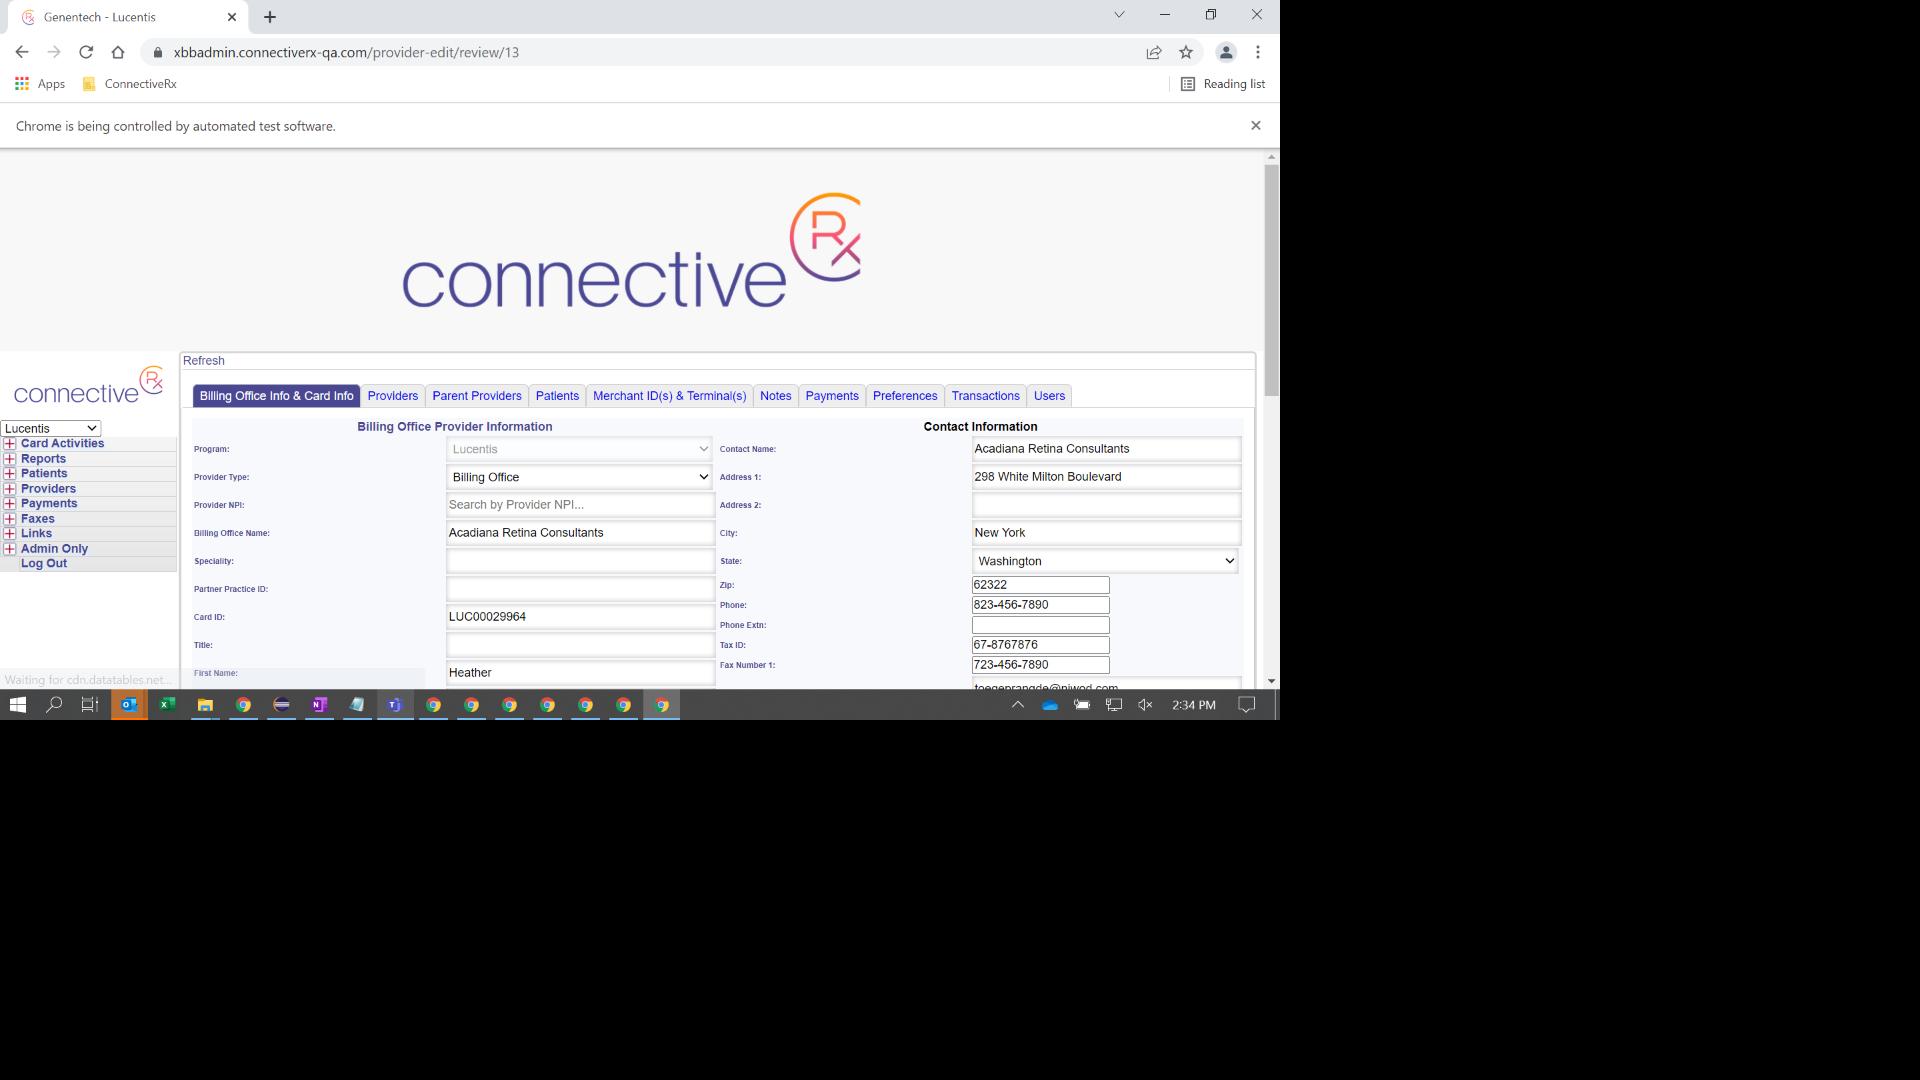 Genentech - Lucentis
xbbadmin.connectiverx-qa.com/provider-edit/review/13
Apps
ConnectiveRx
Reading list
Chrome is being controlled by automated test software.
connective Rx
connective Rx
Lucentis
Card Activities
Reports
Patients
Providers
Payments
Faxes
Links
Admin Only
Log Out
Refresh
Billing Office Info & Card Info
Providers
Parent Providers
Patients
Merchant ID(s) & Terminal(s)
Notes
Payments
Preferences
Transactions
Users
Billing Office Provider Information
Program: Lucentis
Provider Type: Billing Office
Provider NPI: Search by Provider NPI...
Billing Office Name: Acadiana Retina Consultants
Speciality:
Partner Practice ID:
Card ID: LUC00029964
Title:
First Name: Heather
Contact Information
Contact Name: Acadiana Retina Consultants
Address 1: 298 White Milton Boulevard
Address 2:
City: New York
State: Washington
Zip: 62322
Phone: 823-456-7890
Phone Extn:
Tax ID: 67-8767876
Fax Number 1: 723-456-7890
Waiting for cdn.datatables.net...
2:34 PM